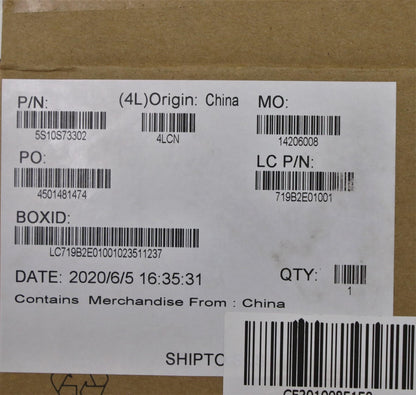 P/N: (4L)Origin: China MO:
5S10S73302 4LCN 14206008
PO: LC P/N:
4501481474 719B2E01001
BOXID:
LC719B2E01001023511237
DATE: 2020/6/5 16:35:31 QTY:
1
Contains Merchandise From : China